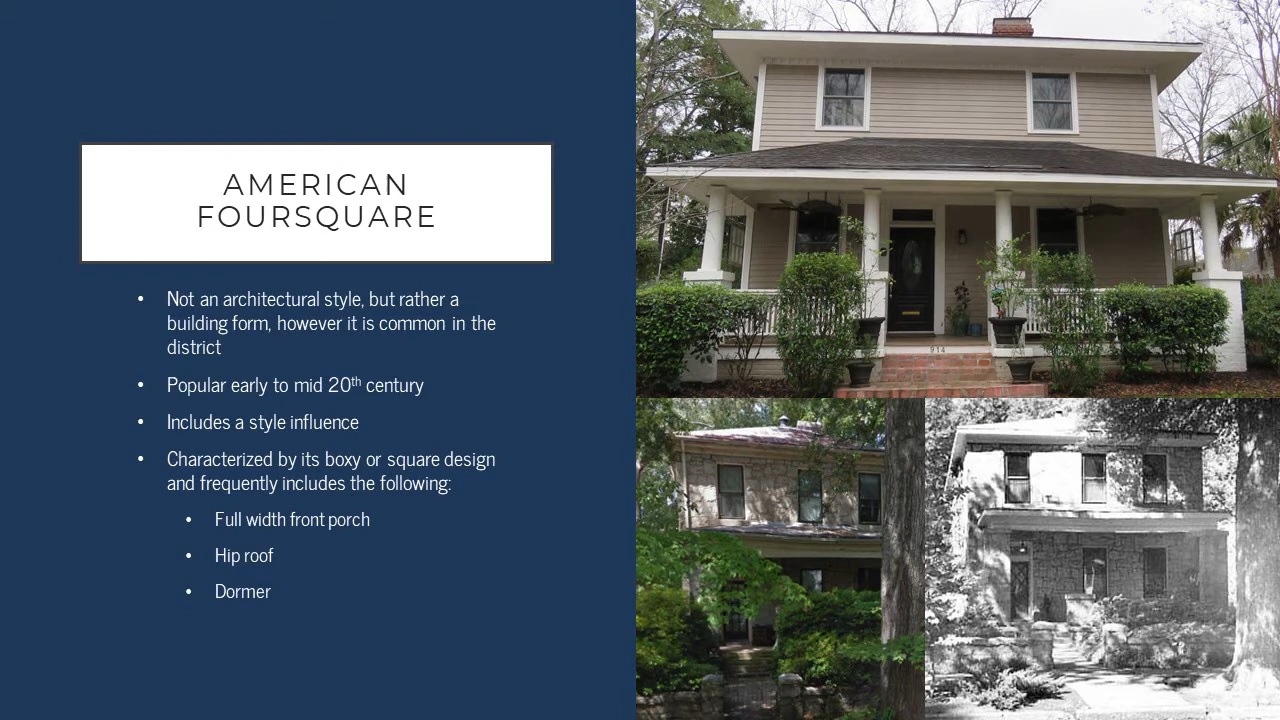 AMERICAN
FOURSQUARE
• Not an architectural style, but rather a
building form, however it is common in the
district
• Popular early to mid 20th century
• Includes a style influence
• Characterized by its boxy or square design
and frequently includes the following:
• Full width front porch
• Hip roof
• Dormer
914